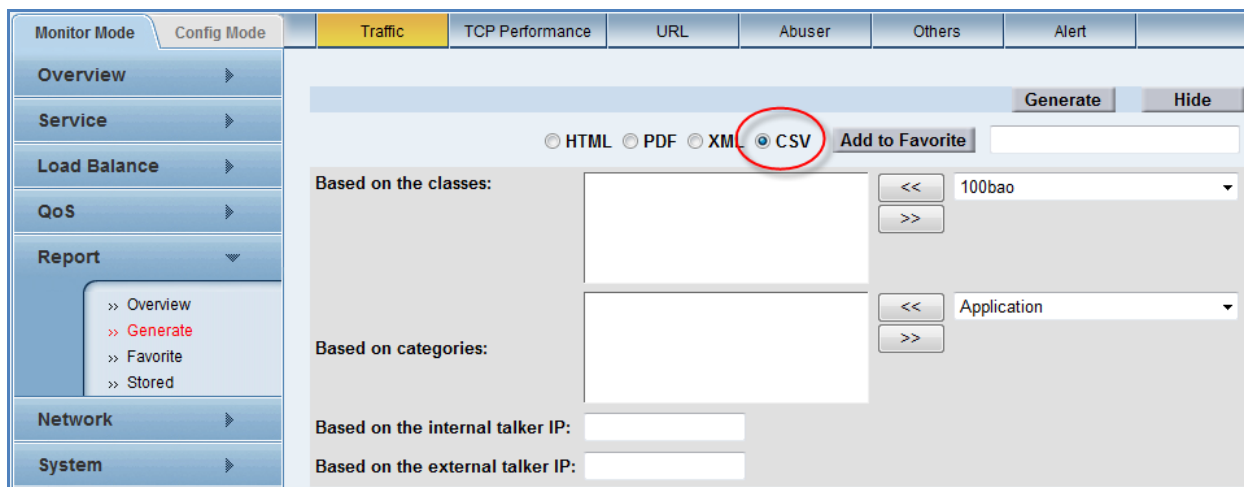 Monitor Mode Config Mode Traffic TCP Performance URL Abuser Others Alert
Overview
Service
Load Balance
QoS
Report
>> Overview
>> Generate
>> Favorite
>> Stored
Network
System
Generate Hide
HTML PDF XML CSV Add to Favorite
Based on the classes: << 100bao
>>
<< Application
Based on categories: >>
Based on the internal talker IP:
Based on the external talker IP: